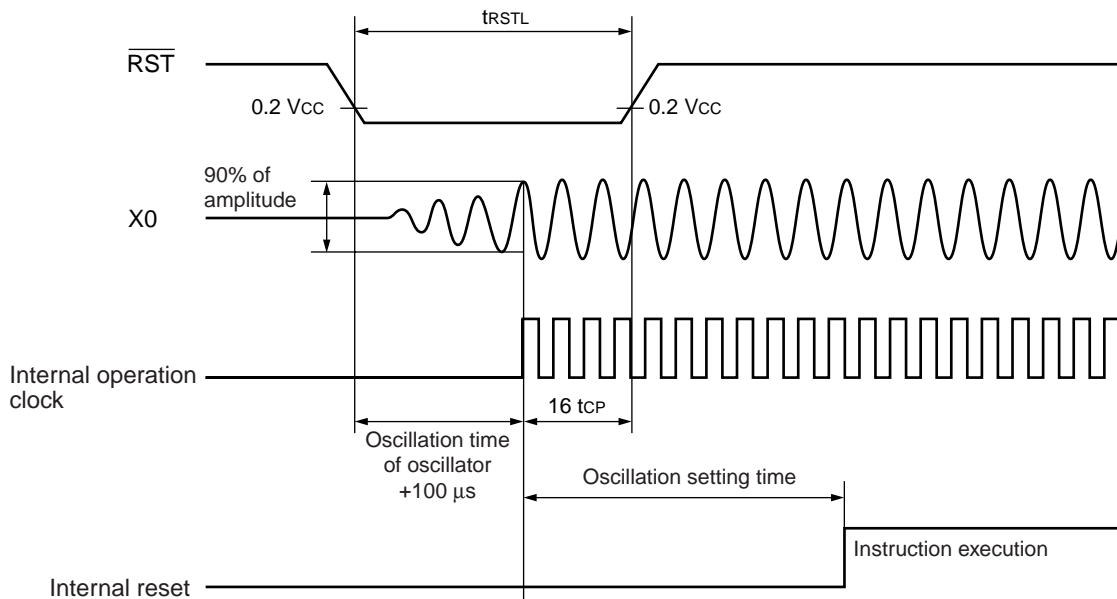 tRSTL
RST
0.2 VCC
0.2 VCC
90% of
amplitude
X0
Internal operation
clock
16 tCP
Oscillation time
of oscillator
+100 μs
Oscillation setting time
Instruction execution
Internal reset